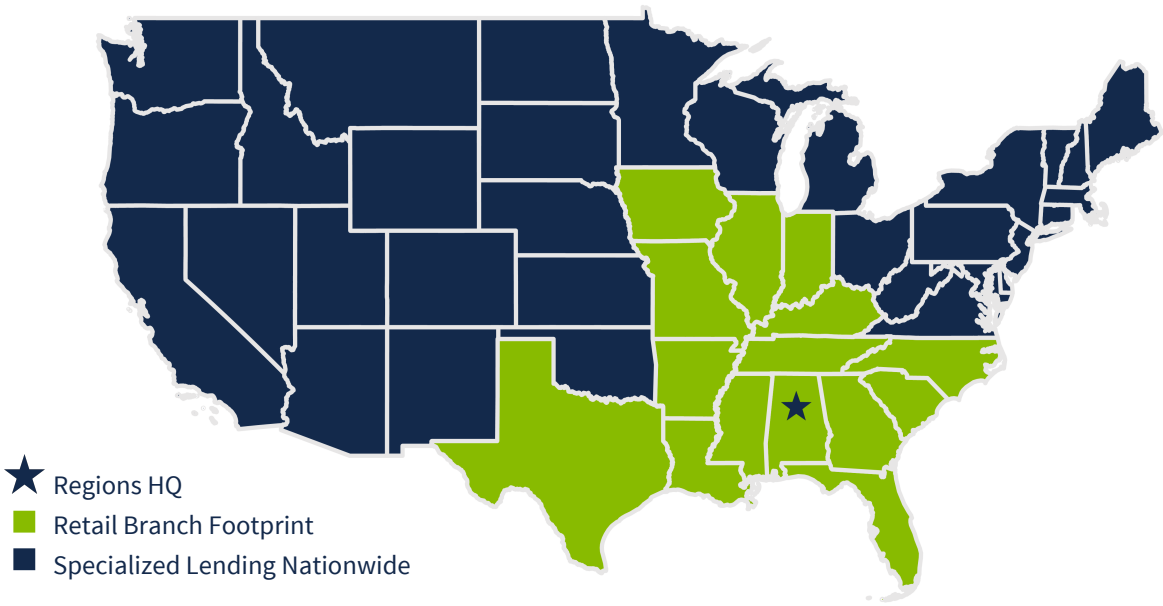 Regions HQ
Retail Branch Footprint
Specialized Lending Nationwide